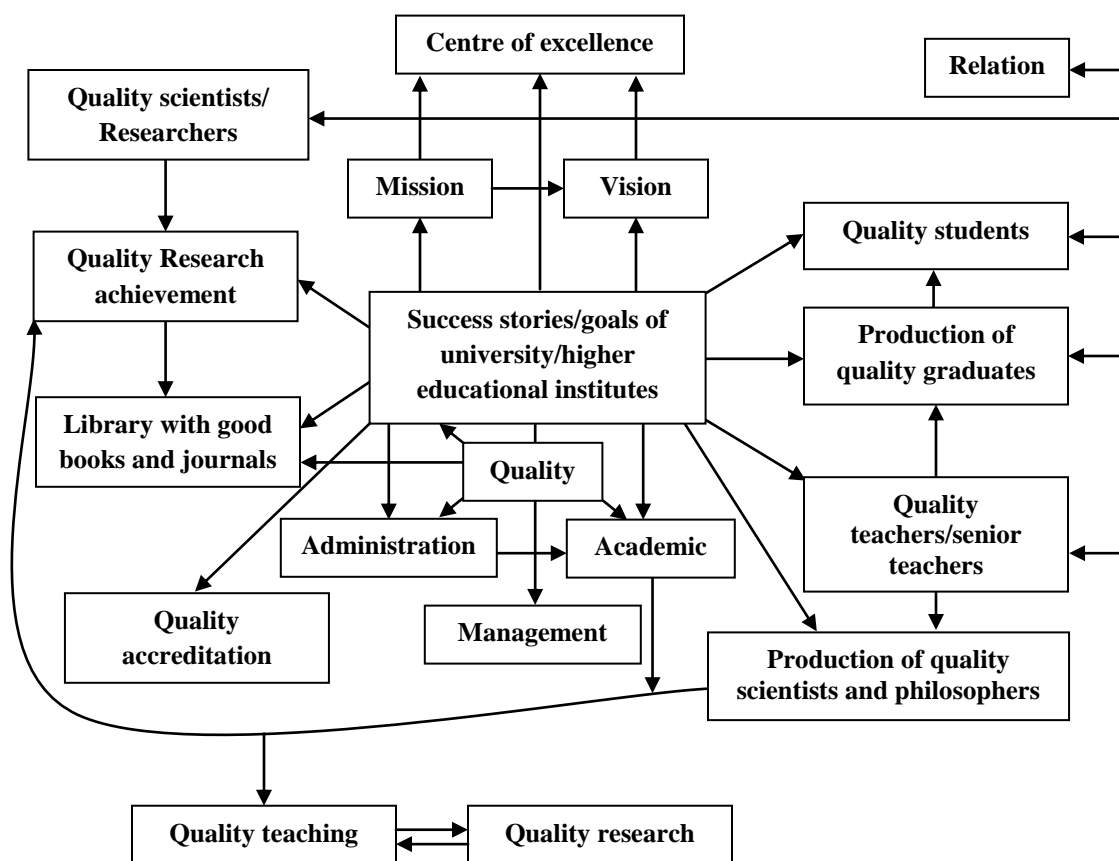 Centre of excellence
Relation
Quality scientists/
Researchers
Mission
Vision
Quality students
Quality Research
achievement
Success stories/goals of
university/higher
educational institutes
Production of
quality graduates
Library with good
books and journals
Quality
Quality
teachers/senior
teachers
Administration
Academic
Quality
accreditation
Management
Production of quality
scientists and philosophers
Quality teaching
Quality research